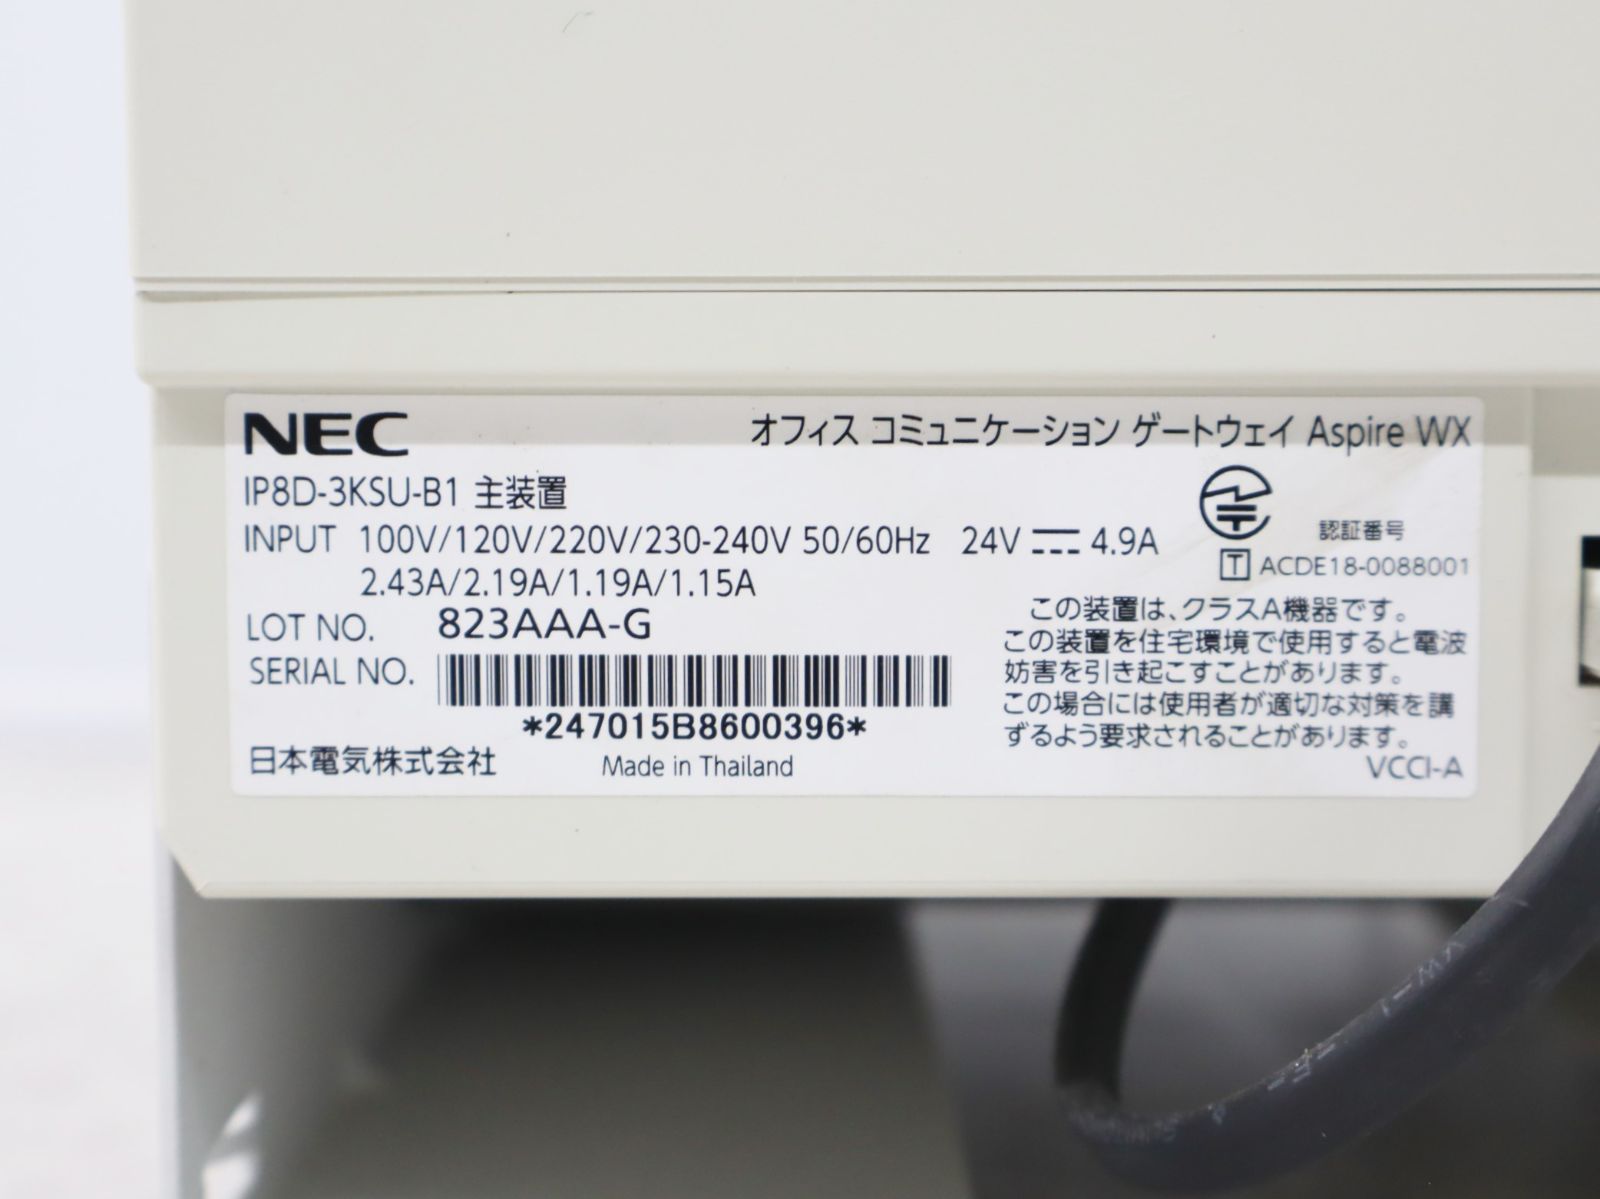 NEC
オフィス コミュニケーション ゲートウェイ Aspire WX
IP8D-3KSU-B1 主装置
INPUT 100V/120V/220V/230-240V 50/60Hz 24V ⎓ 4.9A
2.43A/2.19A/1.19A/1.15A
認証番号
T ACDE18-0088001
LOT NO. 823AAA-G
SERIAL NO.
*247015B8600396*
日本電気株式会社
Made in Thailand
この装置は、クラスA機器です。
この装置を住宅環境で使用すると電波
妨害を引き起こすことがあります。
この場合には使用者が適切な対策を講
ずるよう要求されることがあります。
VCCI-A